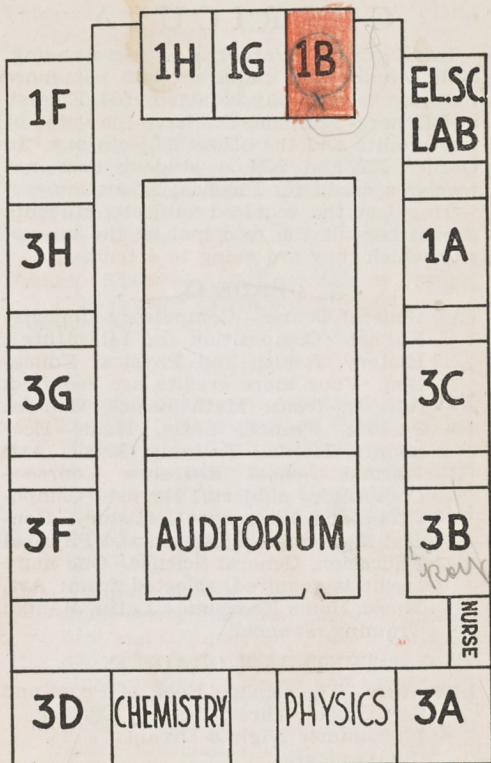 1H 1G 1B
1F
EL.SC.
LAB
3H
1A
3G
3C
3F
AUDITORIUM
3B
Roy
NURSE
3D CHEMISTRY PHYSICS 3A